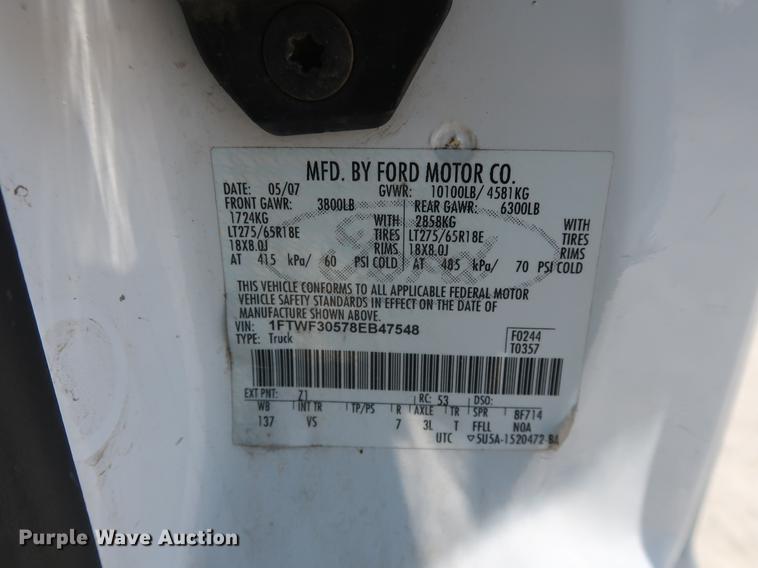 MFD. BY FORD MOTOR CO.
DATE: 05/07 GVWR: 10100LB/ 4581KG
FRONT GAWR: 3800LB REAR GAWR: 6300LB
1724KG WITH 2858KG WITH
LT275/65R18E TIRES LT275/65R18E TIRES
18X8.0J RIMS 18X8.0J RIMS
AT 415 kPa/ 60 PSI COLD AT 485 kPa/ 70 PSI COLD
THIS VEHICLE CONFORMS TO ALL APPLICABLE FEDERAL MOTOR
VEHICLE SAFETY STANDARDS IN EFFECT ON THE DATE OF
MANUFACTURE SHOWN ABOVE.
VIN: 1FTWF30578EB47548 F0244
TYPE: Truck T0357
EXT PNT: Z1 RC: 53 DSO:
WB INT TR TP/PS R AXLE TR SPR 8F714
137 VS 7 3L T FFLL NOA
UTC 5U5A-1520472-BA
Purple Wave Auction